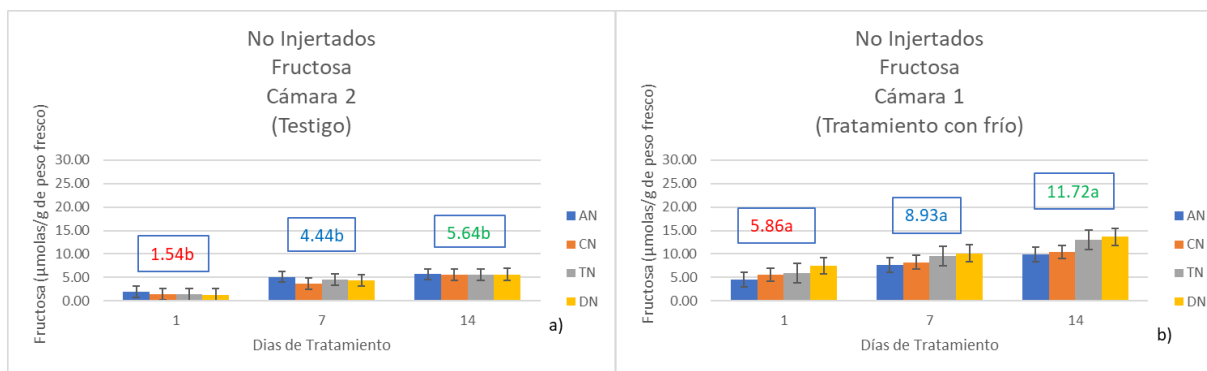 No Injertados
Fructosa
Cámara 2
(Testigo)
Fructosa (µmolas/g de peso fresco)
30.00
25.00
20.00
15.00
10.00
5.00
0.00
1.54b
4.44b
5.64b
1
7
14
Días de Tratamiento
AN
CN
TN
DN
a)
No Injertados
Fructosa
Cámara 1
(Tratamiento con frío)
Fructosa (µmolas/g de peso fresco)
30.00
25.00
20.00
15.00
10.00
5.00
0.00
5.86a
8.93a
11.72a
1
7
14
Días de Tratamiento
AN
CN
TN
DN
b)